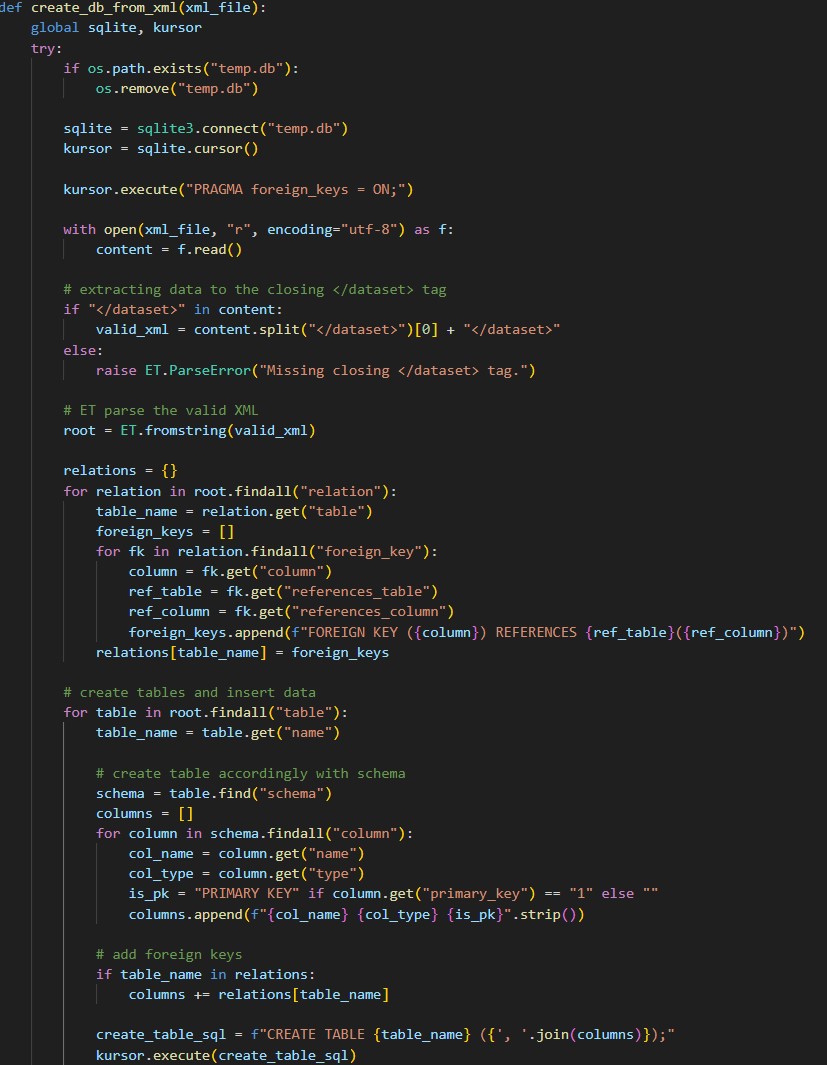 def create_db_from_xml(xml_file):
    global sqlite, kursor
    try:
        if os.path.exists("temp.db"):
            os.remove("temp.db")

        sqlite = sqlite3.connect("temp.db")
        kursor = sqlite.cursor()

        kursor.execute("PRAGMA foreign_keys = ON;")

        with open(xml_file, "r", encoding="utf-8") as f:
            content = f.read()

        # extracting data to the closing </dataset> tag
        if "</dataset>" in content:
            valid_xml = content.split("</dataset>")[0] + "</dataset>"
        else:
            raise ET.ParseError("Missing closing </dataset> tag.")

        # ET parse the valid XML
        root = ET.fromstring(valid_xml)

        relations = {}
        for relation in root.findall("relation"):
            table_name = relation.get("table")
            foreign_keys = []
            for fk in relation.findall("foreign_key"):
                column = fk.get("column")
                ref_table = fk.get("references_table")
                ref_column = fk.get("references_column")
                foreign_keys.append(f"FOREIGN KEY ({column}) REFERENCES {ref_table}({ref_column})")
            relations[table_name] = foreign_keys

        # create tables and insert data
        for table in root.findall("table"):
            table_name = table.get("name")

            # create table accordingly with schema
            schema = table.find("schema")
            columns = []
            for column in schema.findall("column"):
                col_name = column.get("name")
                col_type = column.get("type")
                is_pk = "PRIMARY KEY" if column.get("primary_key") == "1" else ""
                columns.append(f"{col_name} {col_type} {is_pk}".strip())

            # add foreign keys
            if table_name in relations:
                columns += relations[table_name]

            create_table_sql = f"CREATE TABLE {table_name} ({', '.join(columns)});"
            kursor.execute(create_table_sql)